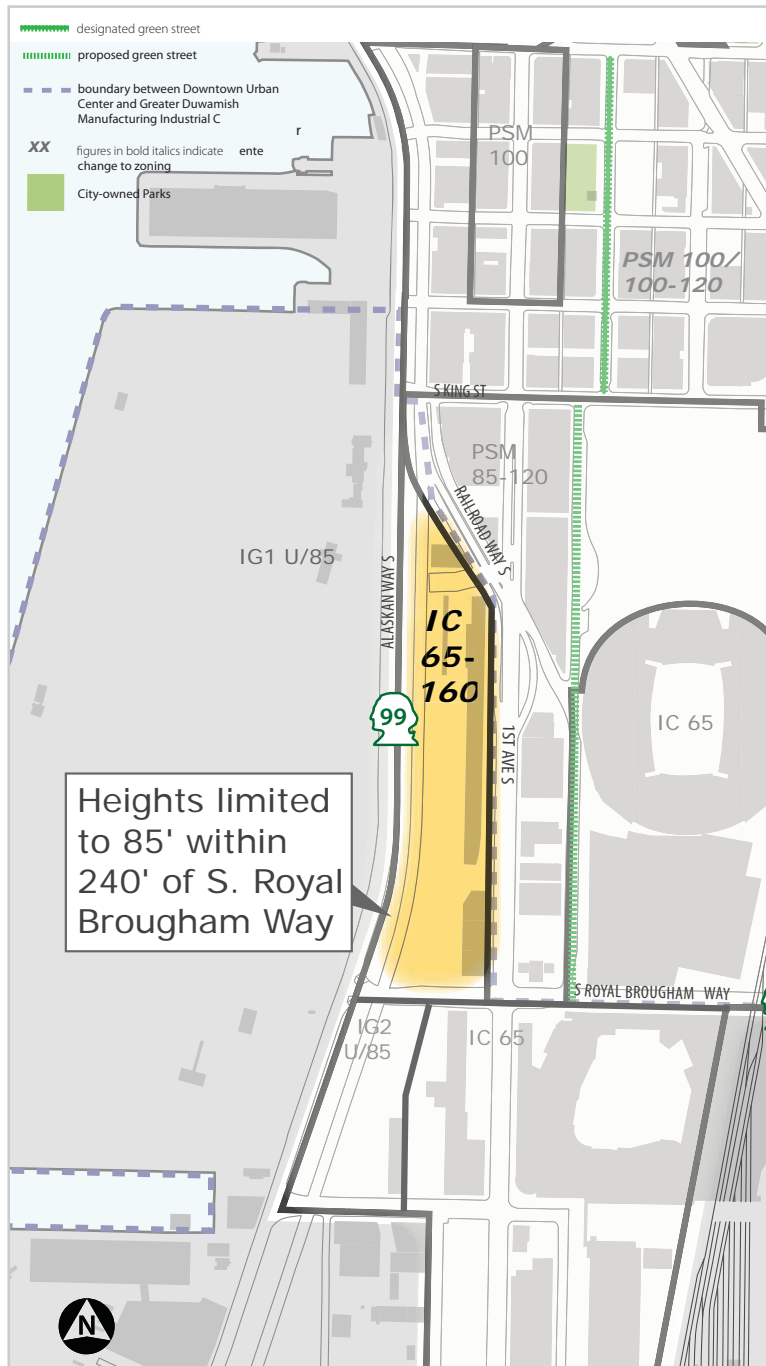 designated green street
proposed green street
boundary between Downtown Urban
Center and Greater Duwamish
Manufacturing Industrial C
r
xx
figures in bold italics indicate ente
change to zoning
City-owned Parks
PSM
100
PSM 100/
100-120
S KING ST
PSM
85-120
RAILROAD WAY S
IG1 U/85
ALASKAN WAY S
IC
65-
160
99
IC 65
1ST AVE S
Heights limited
to 85' within
240' of S. Royal
Brougham Way
S ROYAL BROUGHAM WAY
IG2
U/85
IC 65
N